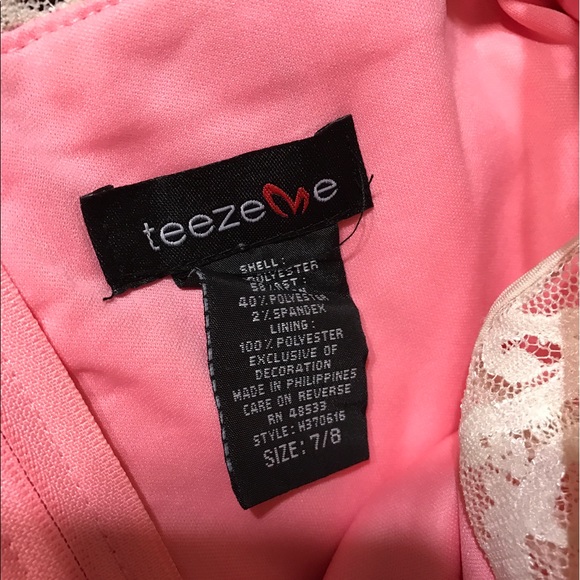 teezeme
SHELL:
POLYESTER
40% POLYESTER
2% SPANDEX
LINING:
100% POLYESTER
EXCLUSIVE OF
DECORATION
MADE IN PHILIPPINES
CARE ON REVERSE
RN 48533
STYLE: H370616
SIZE: 7/8